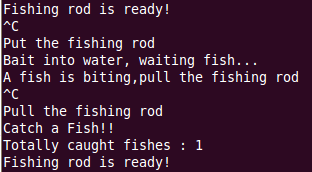 Fishing rod is ready!
^C
Put the fishing rod
Bait into water, waiting fish...
A fish is biting,pull the fishing rod
^C
Pull the fishing rod
Catch a Fish!!
Totally caught fishes : 1
Fishing rod is ready!